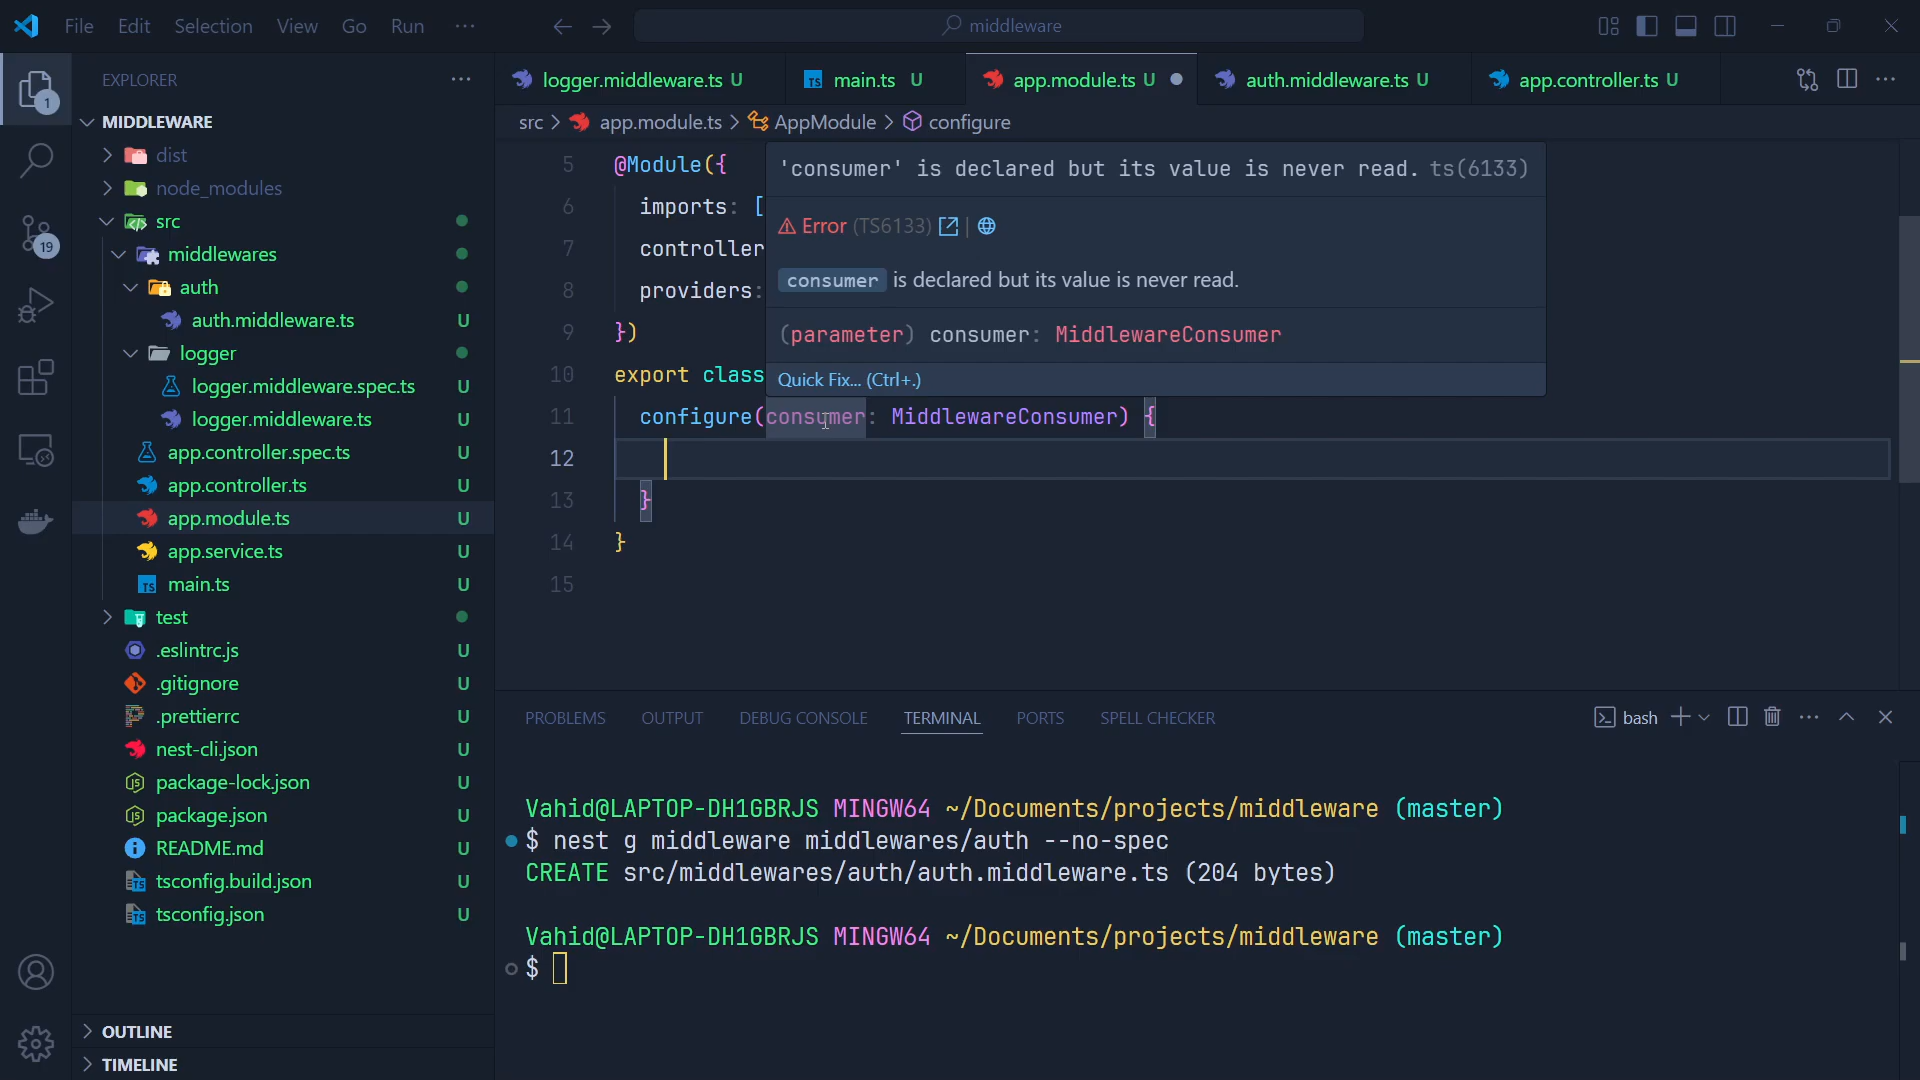 File Edit Selection View Go Run ···
middleware
EXPLORER
MIDDLEWARE
dist
node_modules
src
middlewares
auth
auth.middleware.ts U
logger
logger.middleware.spec.ts U
logger.middleware.ts U
app.controller.spec.ts U
app.controller.ts U
app.module.ts U
app.service.ts U
main.ts U
test
.eslintrc.js U
.gitignore U
.prettierrc U
nest-cli.json U
package-lock.json U
package.json U
README.md U
tsconfig.build.json U
tsconfig.json U
OUTLINE
TIMELINE
1
19
logger.middleware.ts U main.ts U app.module.ts U auth.middleware.ts U app.controller.ts U
src > app.module.ts > AppModule > configure
5 @Module({
6 imports: [
7 controller
8 providers:
9 })
10 export class
11 configure(consumer: MiddlewareConsumer) {
12
13 }
14 }
15
'consumer' is declared but its value is never read. ts(6133)
Error (TS6133) |
consumer is declared but its value is never read.
(parameter) consumer: MiddlewareConsumer
Quick Fix... (Ctrl+.)
PROBLEMS OUTPUT DEBUG CONSOLE TERMINAL PORTS SPELL CHECKER
bash
Vahid@LAPTOP-DH1GBRJS MINGW64 ~/Documents/projects/middleware (master)
$ nest g middleware middlewares/auth --no-spec
CREATE src/middlewares/auth/auth.middleware.ts (204 bytes)
Vahid@LAPTOP-DH1GBRJS MINGW64 ~/Documents/projects/middleware (master)
$